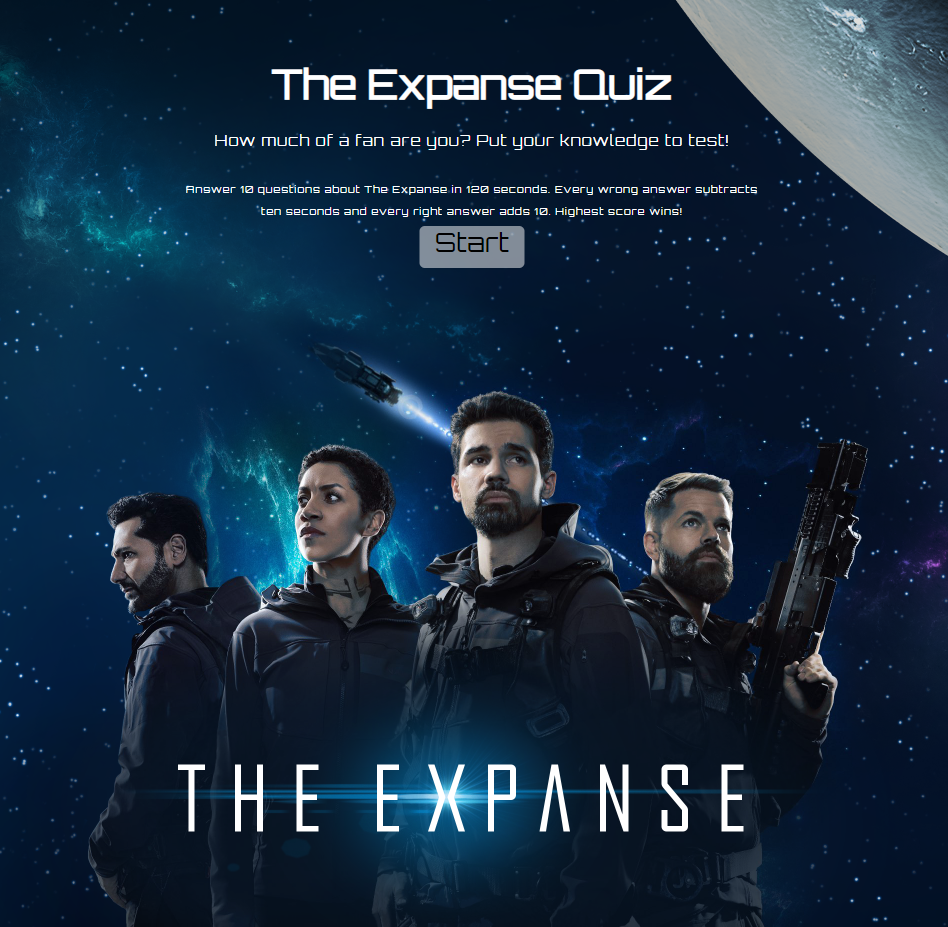 The Expanse Quiz
How much of a fan are you? Put your knowledge to test!
Answer 10 questions about The Expanse in 120 seconds. Every wrong answer subtracts
ten seconds and every right answer adds 10. Highest score wins!
Start
THE EXPANSE